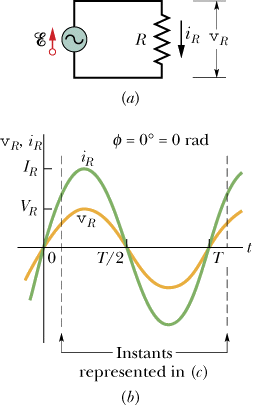 ℰ
R
i_R
v_R
(a)
v_R, i_R
ϕ = 0° = 0 rad
I_R
i_R
V_R
v_R
0
T/2
T
t
Instants
represented in (c)
(b)